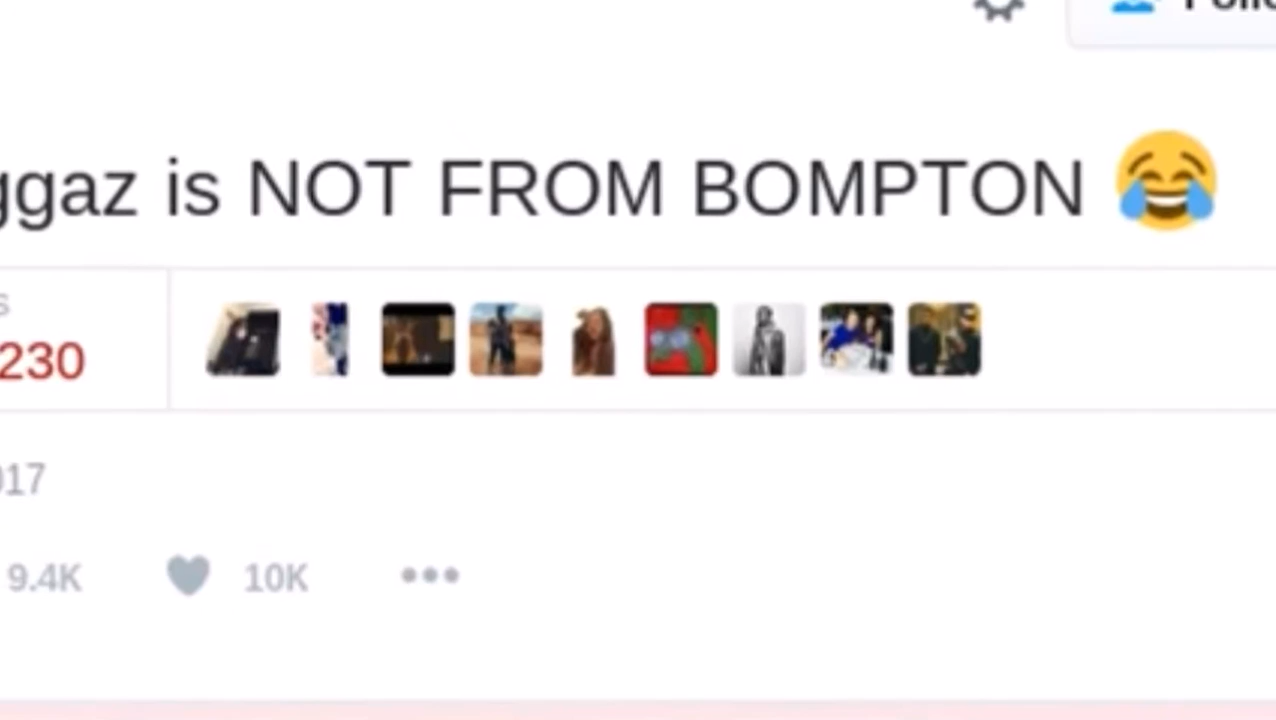 ggaz is NOT FROM BOMPTON 😂
s
230
017
9.4K 10K •••